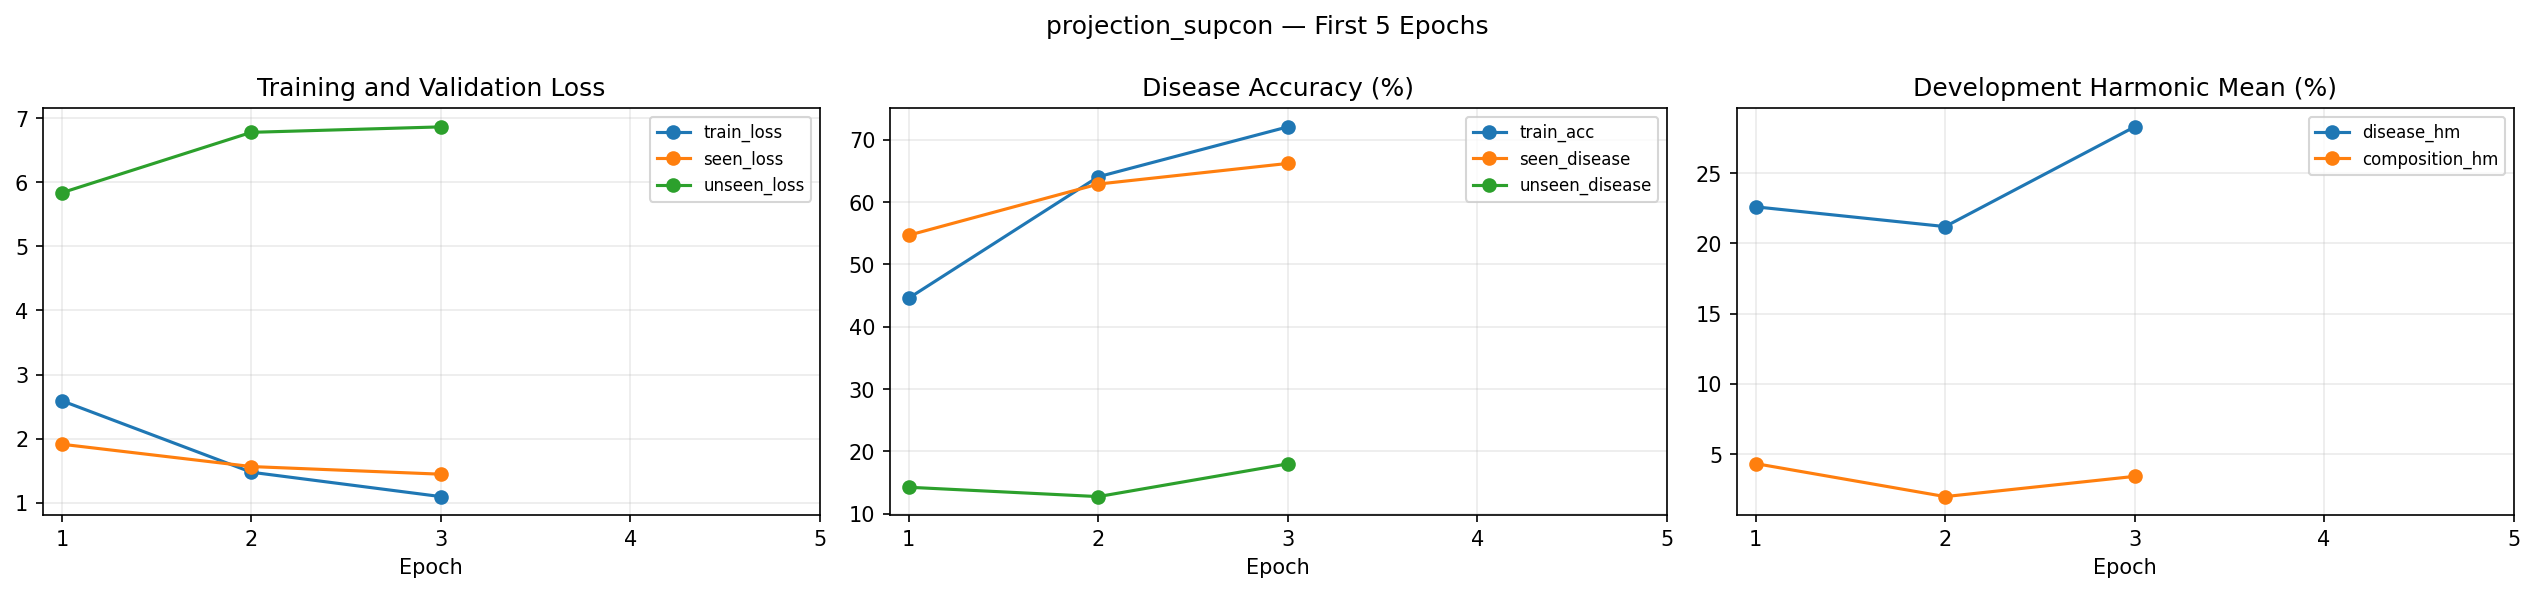 projection_supcon — First 5 Epochs
Training and Validation Loss
7
6
5
4
3
2
1
1 2 3 4 5
Epoch
train_loss
seen_loss
unseen_loss
Disease Accuracy (%)
70
60
50
40
30
20
10
1 2 3 4 5
Epoch
train_acc
seen_disease
unseen_disease
Development Harmonic Mean (%)
25
20
15
10
5
1 2 3 4 5
Epoch
disease_hm
composition_hm